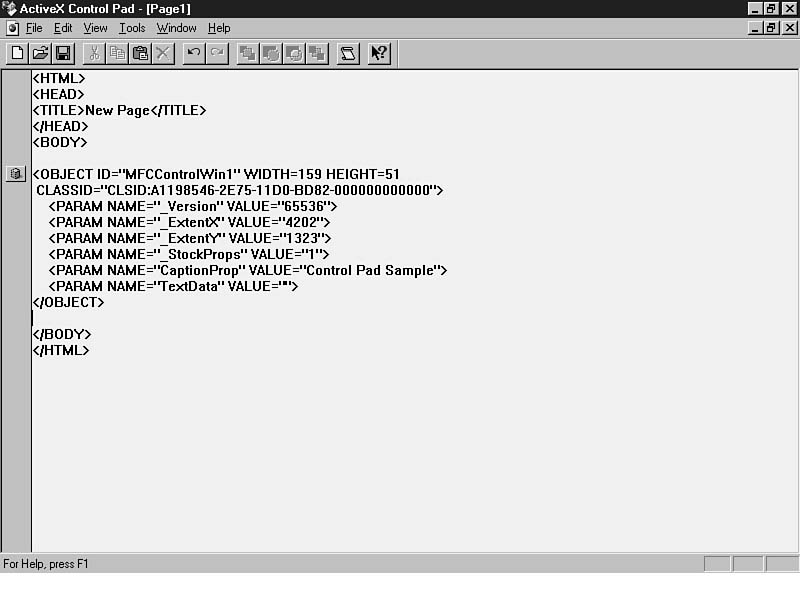 ActiveX Control Pad - [Page1]
File Edit View Tools Window Help
<HTML>
<HEAD>
<TITLE>New Page</TITLE>
</HEAD>
<BODY>
<OBJECT ID="MFCControlWin1" WIDTH=159 HEIGHT=51
CLASSID="CLSID:A1198546-2E75-11D0-BD82-000000000000">
<PARAM NAME="_Version" VALUE="65536">
<PARAM NAME="_ExtentX" VALUE="4202">
<PARAM NAME="_ExtentY" VALUE="1323">
<PARAM NAME="_StockProps" VALUE="1">
<PARAM NAME="CaptionProp" VALUE="Control Pad Sample">
<PARAM NAME="TextData" VALUE="">
</OBJECT>
</BODY>
</HTML>
For Help, press F1